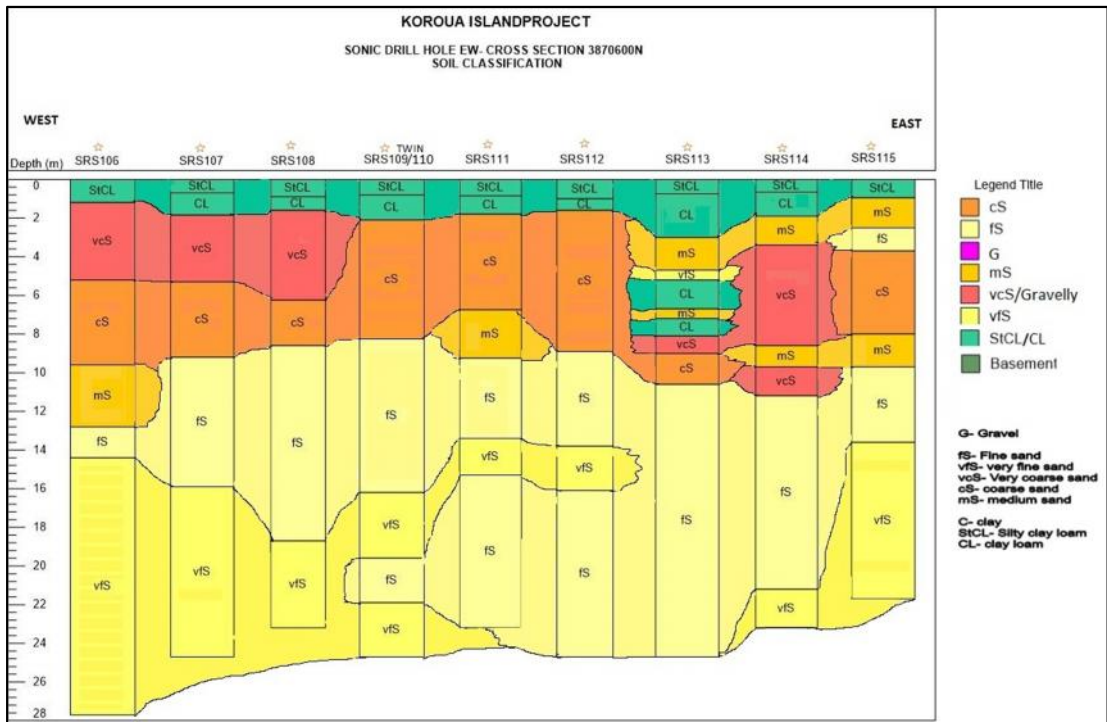 KOROUA ISLANDPROJECT
SONIC DRILL HOLE EW- CROSS SECTION 3870600N
SOIL CLASSIFICATION
WEST
EAST
TWIN
Depth (m) SRS106 SRS107 SRS108 SRS109/110 SRS111 SRS112 SRS113 SRS114 SRS115
0
2
4
6
8
10
12
14
16
18
20
22
24
26
28
StCL
vcS
cS
mS
fS
vfS
StCL
CL
vcS
cS
fS
vfS
StCL
CL
vcS
cS
fS
vfS
StCL
CL
cS
fS
vfS
fS
vfS
StCL
CL
cS
mS
fS
vfS
fS
StCL
CL
cS
fS
vfS
fS
StCL
CL
mS
vfS
CL
mS
CL
vcS
cS
fS
StCL
CL
mS
vcS
mS
vcS
fS
vfS
StCL
mS
fS
cS
mS
fS
vfS
Legend Title
cS
fS
G
mS
vcS/Gravelly
vfS
StCL/CL
Basement
G- Gravel
fS- Fine sand
vfS- very fine sand
vcS- Very coarse sand
cS- coarse sand
mS- medium sand
C- clay
StCL- Silty clay loam
CL- clay loam